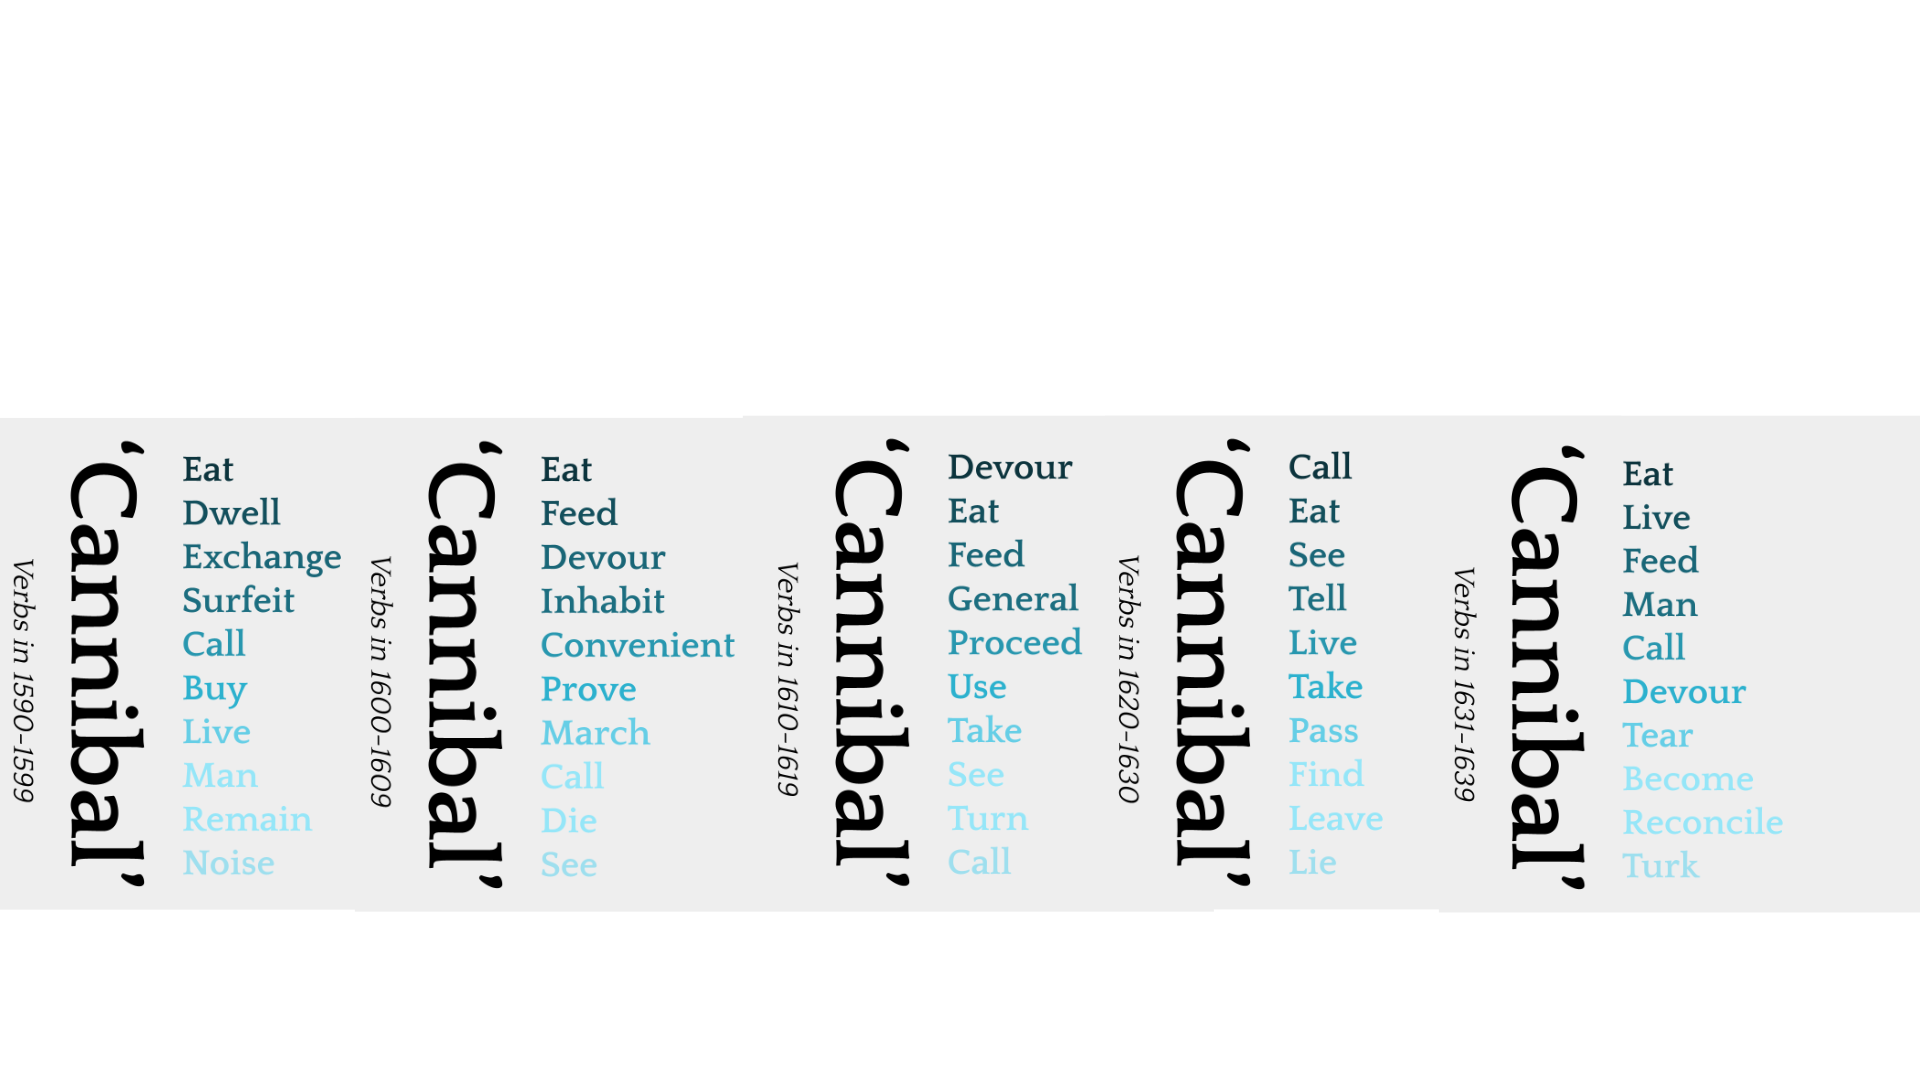 Verbs in 1590-1599
‘Cannibal’
Eat
Dwell
Exchange
Surfeit
Call
Buy
Live
Man
Remain
Noise
Verbs in 1600-1609
‘Cannibal’
Eat
Feed
Devour
Inhabit
Convenient
Prove
March
Call
Die
See
Verbs in 1610-1619
‘Cannibal’
Devour
Eat
Feed
General
Proceed
Use
Take
See
Turn
Call
Verbs in 1620-1630
‘Cannibal’
Call
Eat
See
Tell
Live
Take
Pass
Find
Leave
Lie
Verbs in 1631-1639
‘Cannibal’
Eat
Live
Feed
Man
Call
Devour
Tear
Become
Reconcile
Turk